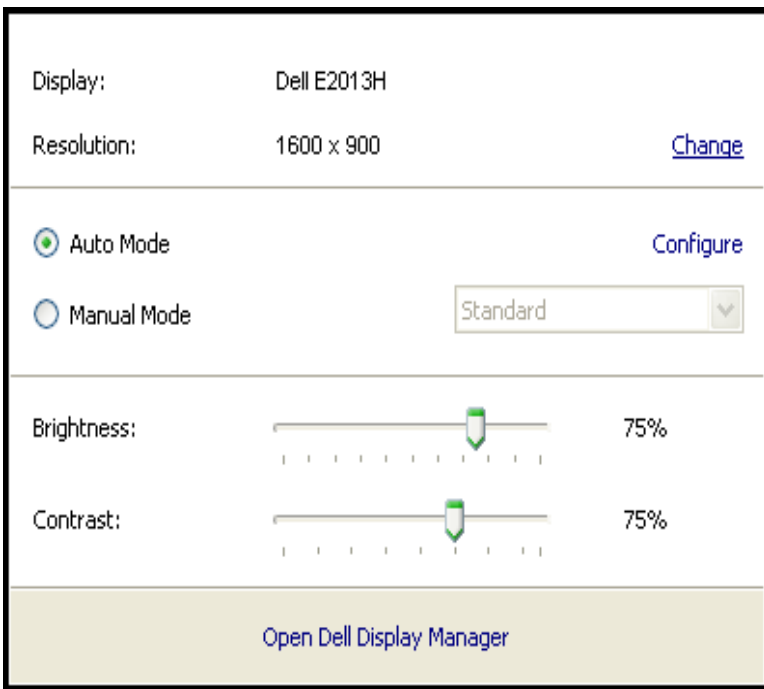 Display: Dell E2013H
Resolution: 1600 x 900 Change
Auto Mode Configure
Manual Mode Standard
Brightness: 75%
Contrast: 75%
Open Dell Display Manager